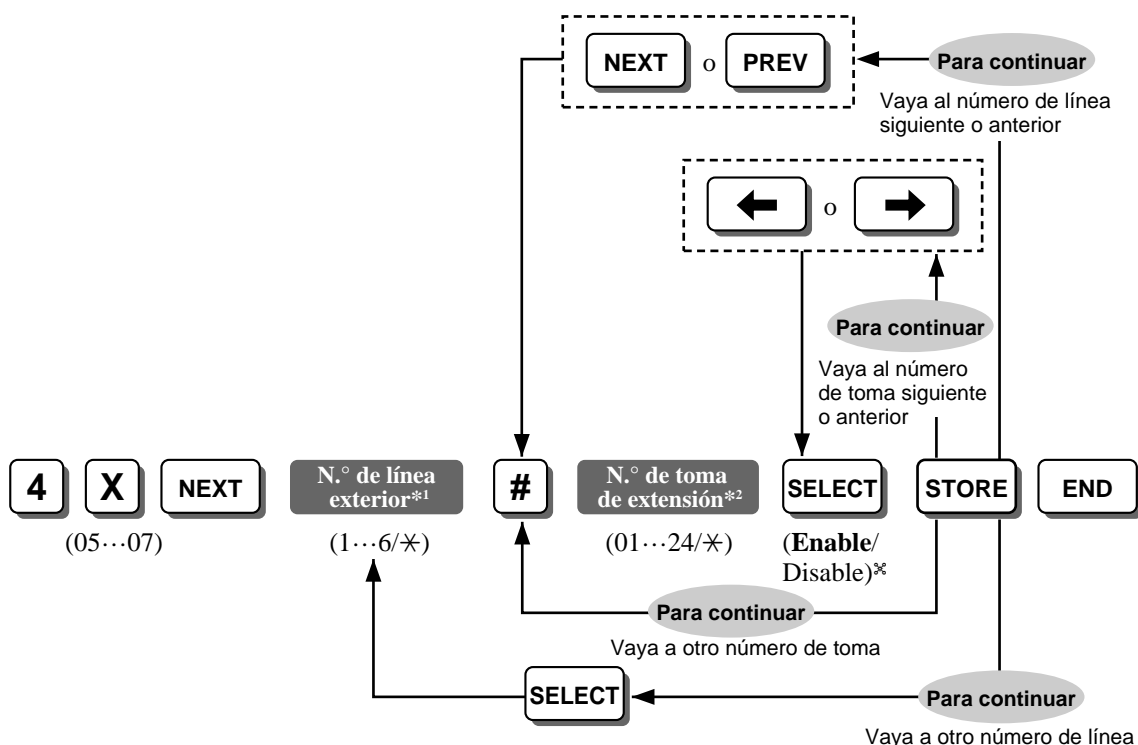 NEXT o PREV
Para continuar
Vaya al número de línea
siguiente o anterior
← o →
Para continuar
Vaya al número
de toma siguiente
o anterior
4 X NEXT N.° de línea exterior*1 # N.° de toma de extensión*2 SELECT STORE END
(05···07) (1···6/✳) (01···24/✳) (Enable/
Disable)⌘
Para continuar
Vaya a otro número de toma
SELECT
Para continuar
Vaya a otro número de línea